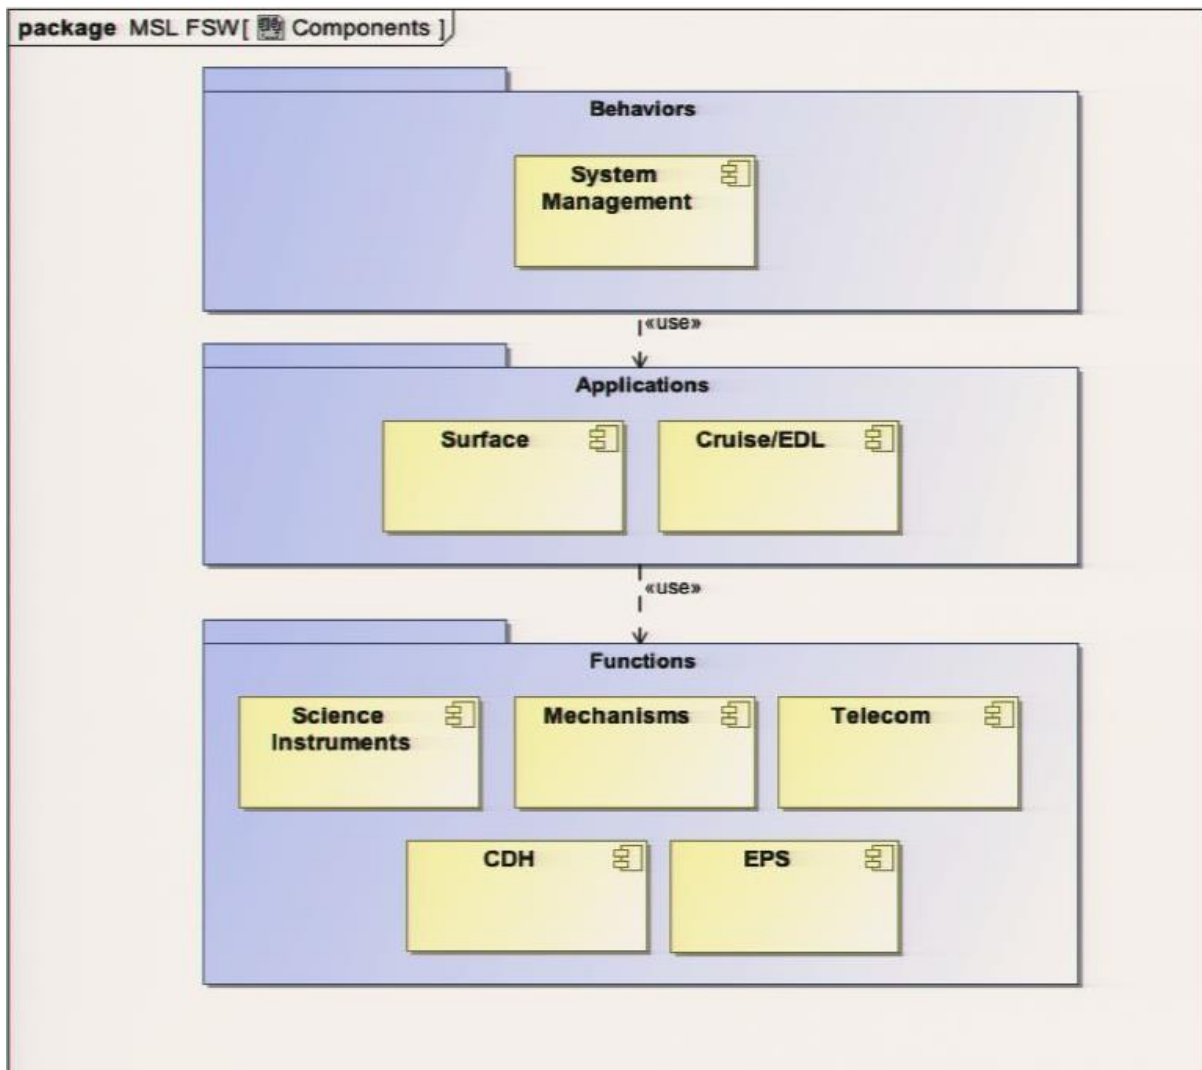 package MSL FSW[ Components ]
Behaviors
System
Management
«use»
Applications
Surface
Cruise/EDL
«use»
Functions
Science
Instruments
Mechanisms
Telecom
CDH
EPS